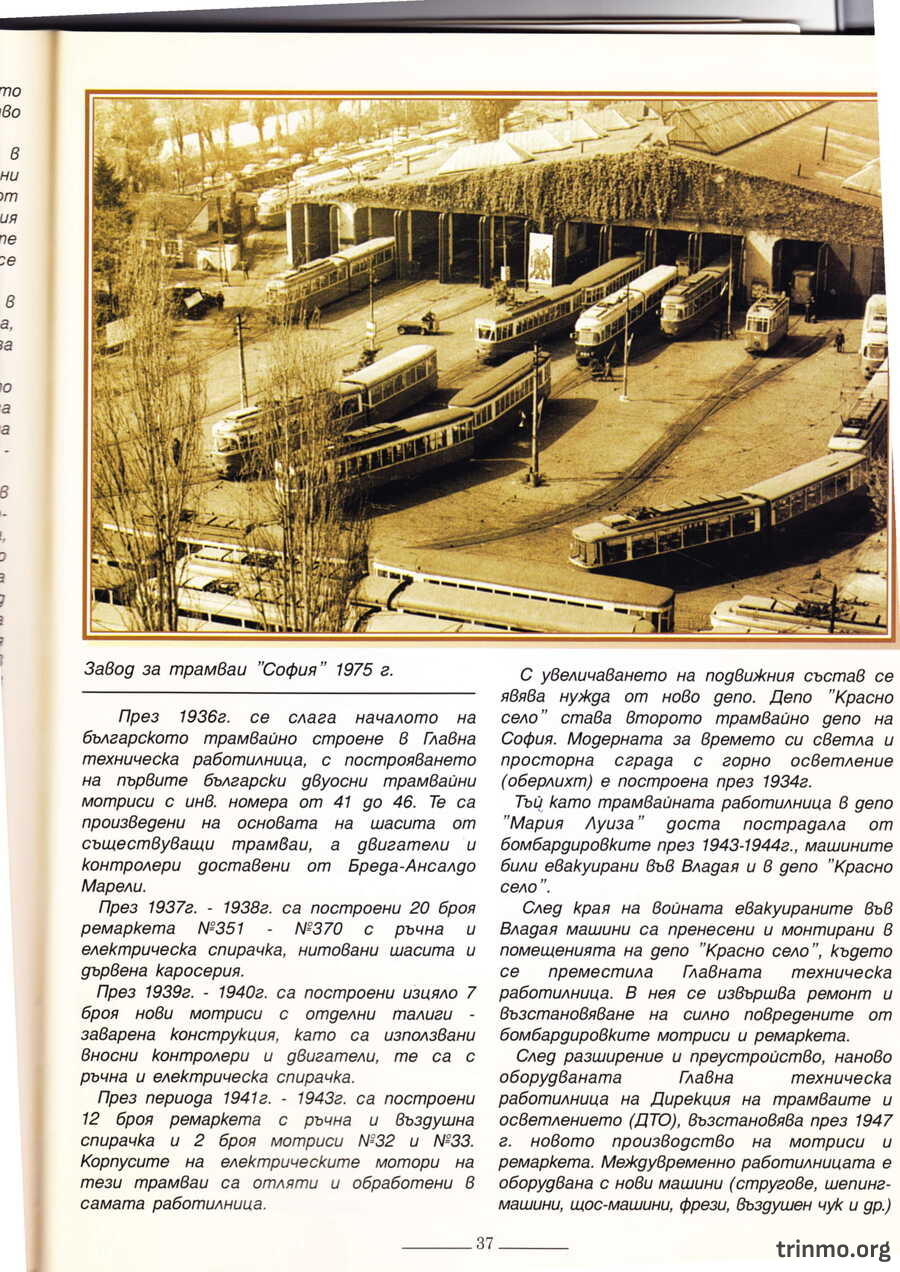 то
тво
в
ни
от
ия
те
се
в
а,
ва
то
за
та
-
в
Завод за трамваи "София" 1975 г.
През 1936г. се слага началото на
българското трамвайно строене в Главна
техническа работилница, с построяването
на първите български двуосни трамвайни
мотриси с инв. номера от 41 до 46. Те са
произведени на основата на шасита от
съществуващи трамваи, а двигатели и
контролери доставени от Бреда-Ансалдо
Марели.
През 1937г. - 1938г. са построени 20 броя
ремаркета №351 - №370 с ръчна и
електрическа спирачка, нитовани шасита и
дървена каросерия.
През 1939г. - 1940г. са построени изцяло 7
броя нови мотриси с отделни талиги -
заварена конструкция, като са използвани
вносни контролери и двигатели, те са с
ръчна и електрическа спирачка.
През периода 1941г. - 1943г. са построени
12 броя ремаркета с ръчна и въздушна
спирачка и 2 броя мотриси №32 и №33.
Корпусите на електрическите мотори на
тези трамваи са отляти и обработени в
самата работилница.
С увеличаването на подвижния състав се
явява нужда от ново депо. Депо "Красно
село" става второто трамвайно депо на
София. Модерната за времето си светла и
просторна сграда с горно осветление
(оберлихт) е построена през 1934г.
Тъй като трамвайната работилница в депо
"Мария Луиза" доста пострадала от
бомбардировките през 1943-1944г., машините
били евакуирани във Владая и в депо "Красно
село".
След края на войната евакуираните във
Владая машини са пренесени и монтирани в
помещенията на депо "Красно село", където
се преместила Главната техническа
работилница. В нея се извършва ремонт и
възстановяване на силно повредените от
бомбардировките мотриси и ремаркета.
След разширение и преустройство, наново
оборудваната Главна техническа
работилница на Дирекция на трамваите и
осветлението (ДТО), възстановява през 1947
г. новото производство на мотриси и
ремаркета. Междувременно работилницата е
оборудвана с нови машини (стругове, шепинг-
машини, щос-машини, фрези, въздушен чук и др.)
37
trinmo.org